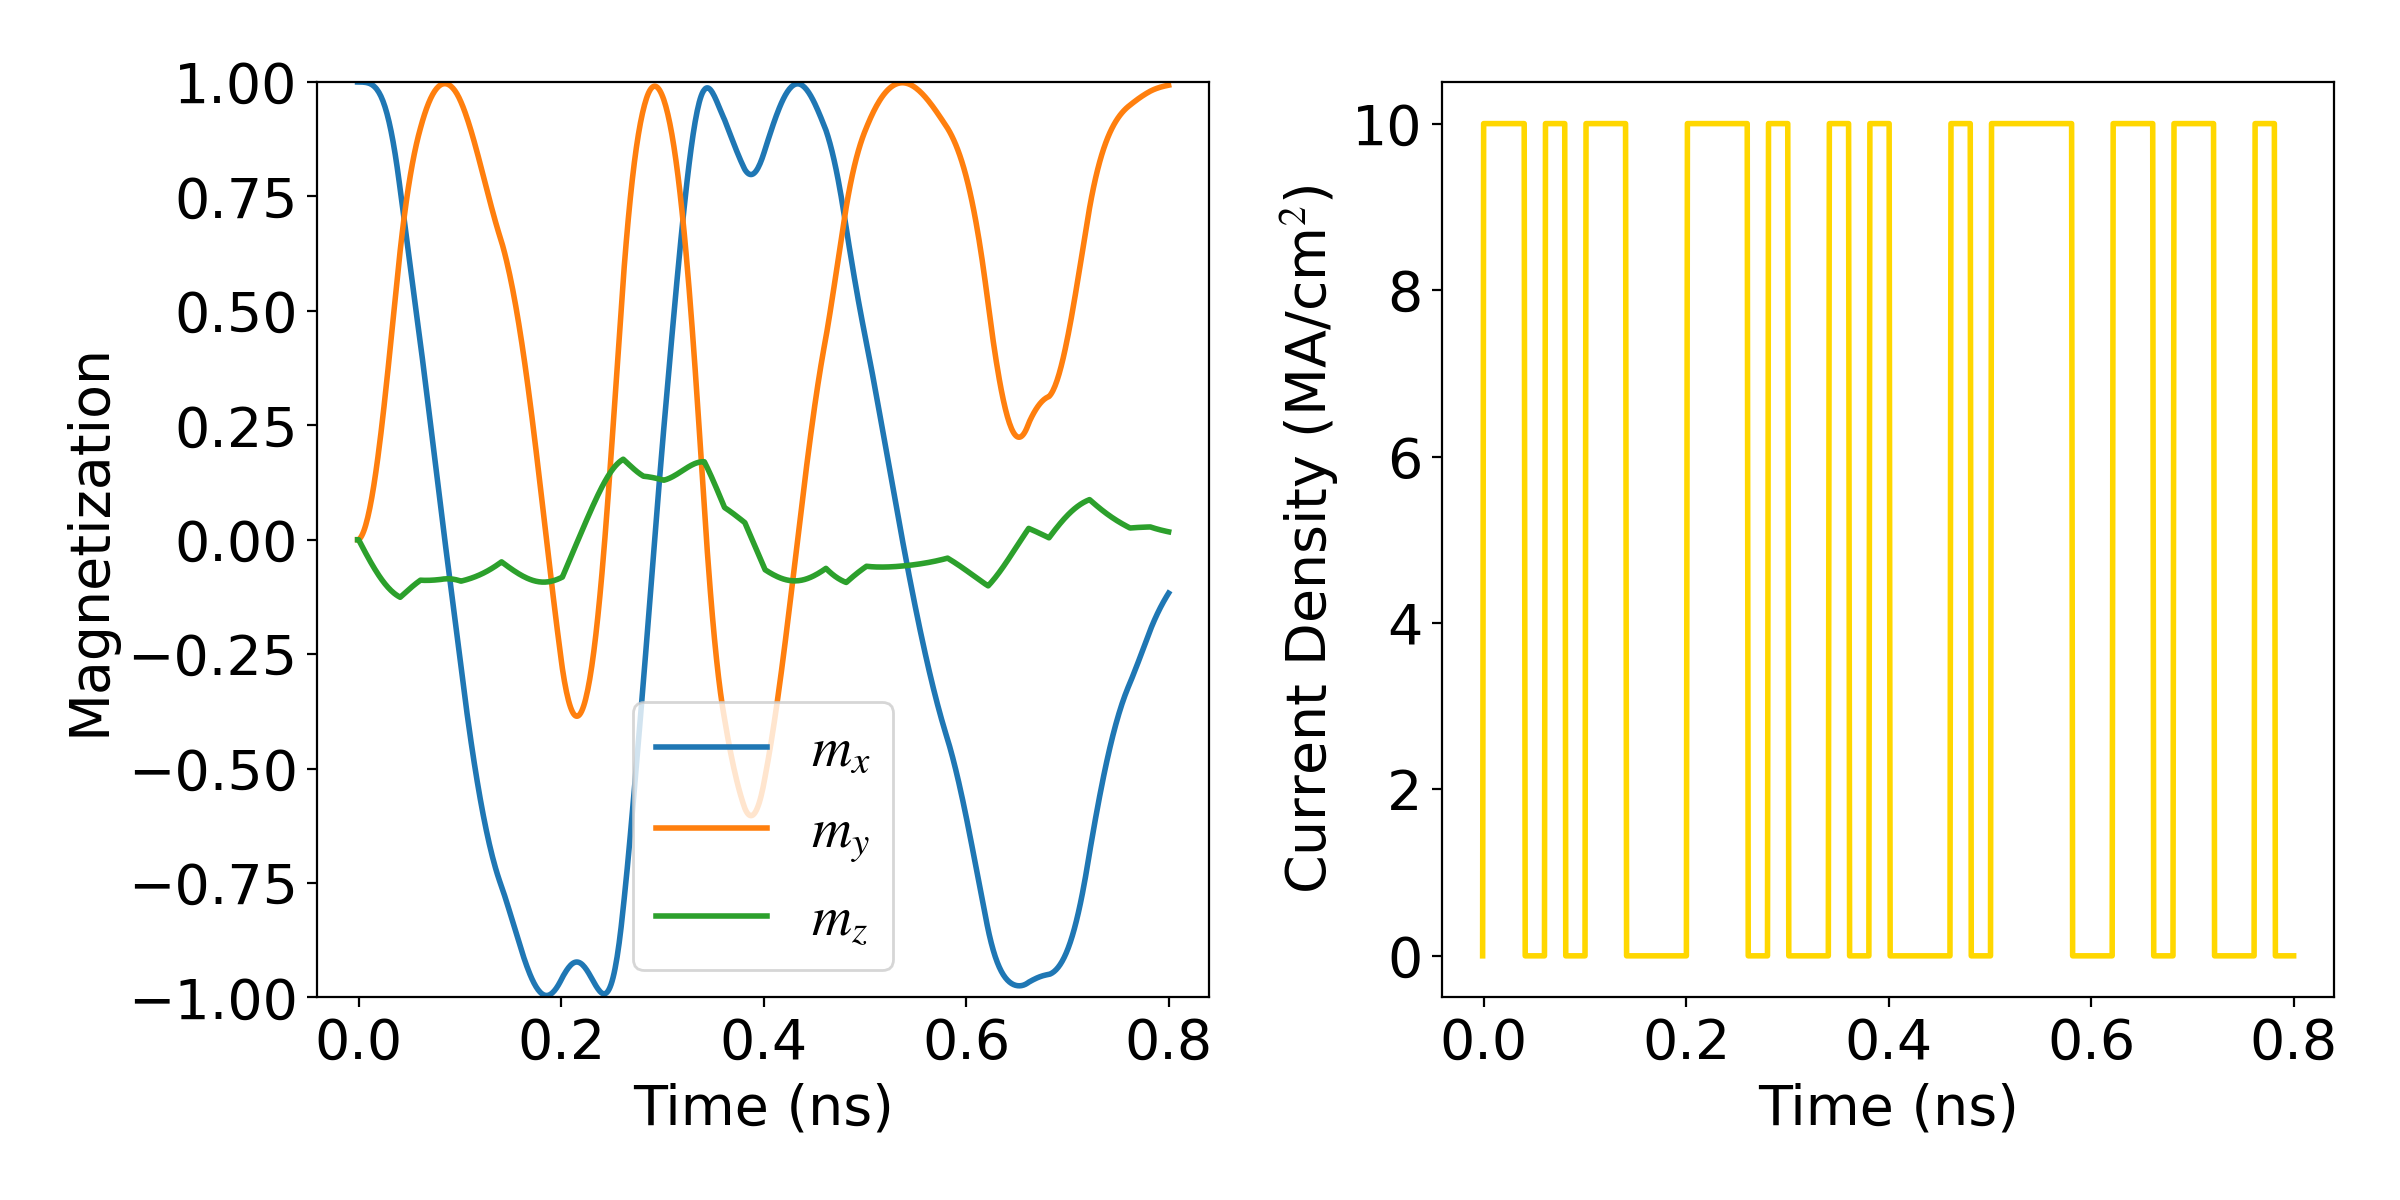 Magnetization
1.00
0.75
0.50
0.25
0.00
−0.25
−0.50
−0.75
−1.00
0.0 0.2 0.4 0.6 0.8
Time (ns)
m_x
m_y
m_z
Current Density (MA/cm²)
10
8
6
4
2
0
0.0 0.2 0.4 0.6 0.8
Time (ns)